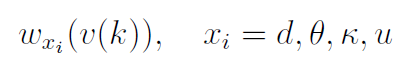 w_{x_i}(v(k)), x_i = d, θ, κ, u